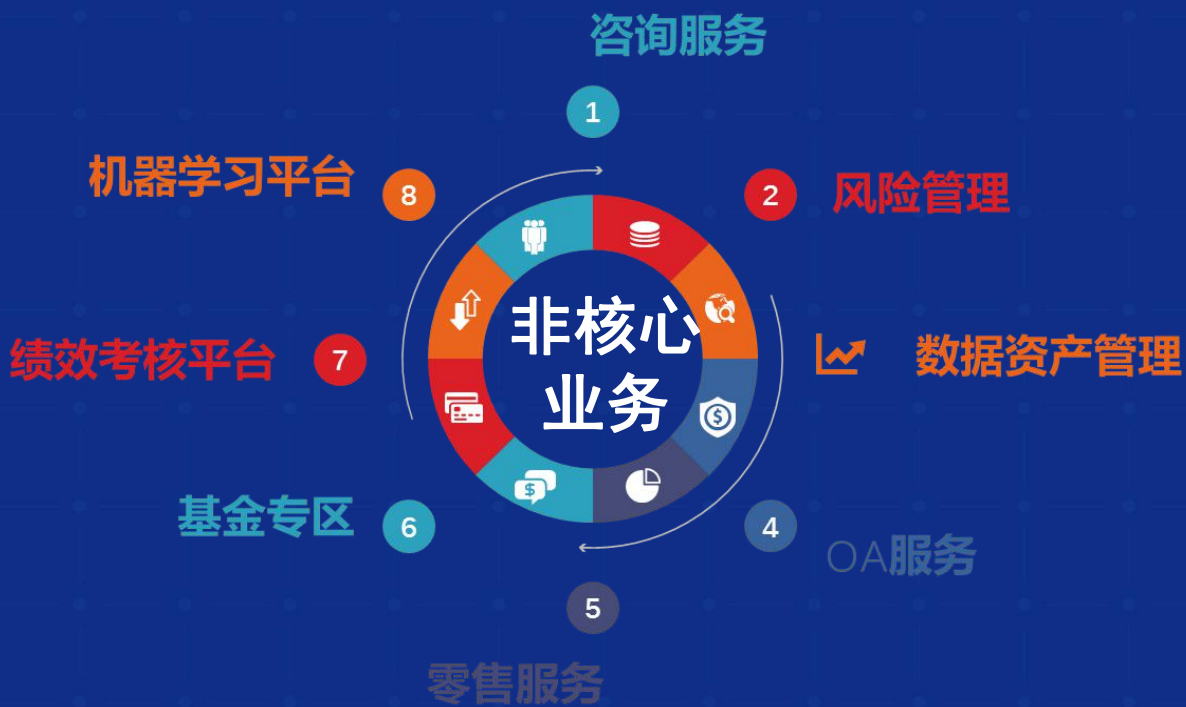 咨询服务
1
机器学习平台
8
2
风险管理
非核心
业务
绩效考核平台
7
数据资产管理
基金专区
6
4
OA服务
5
零售服务
$
$